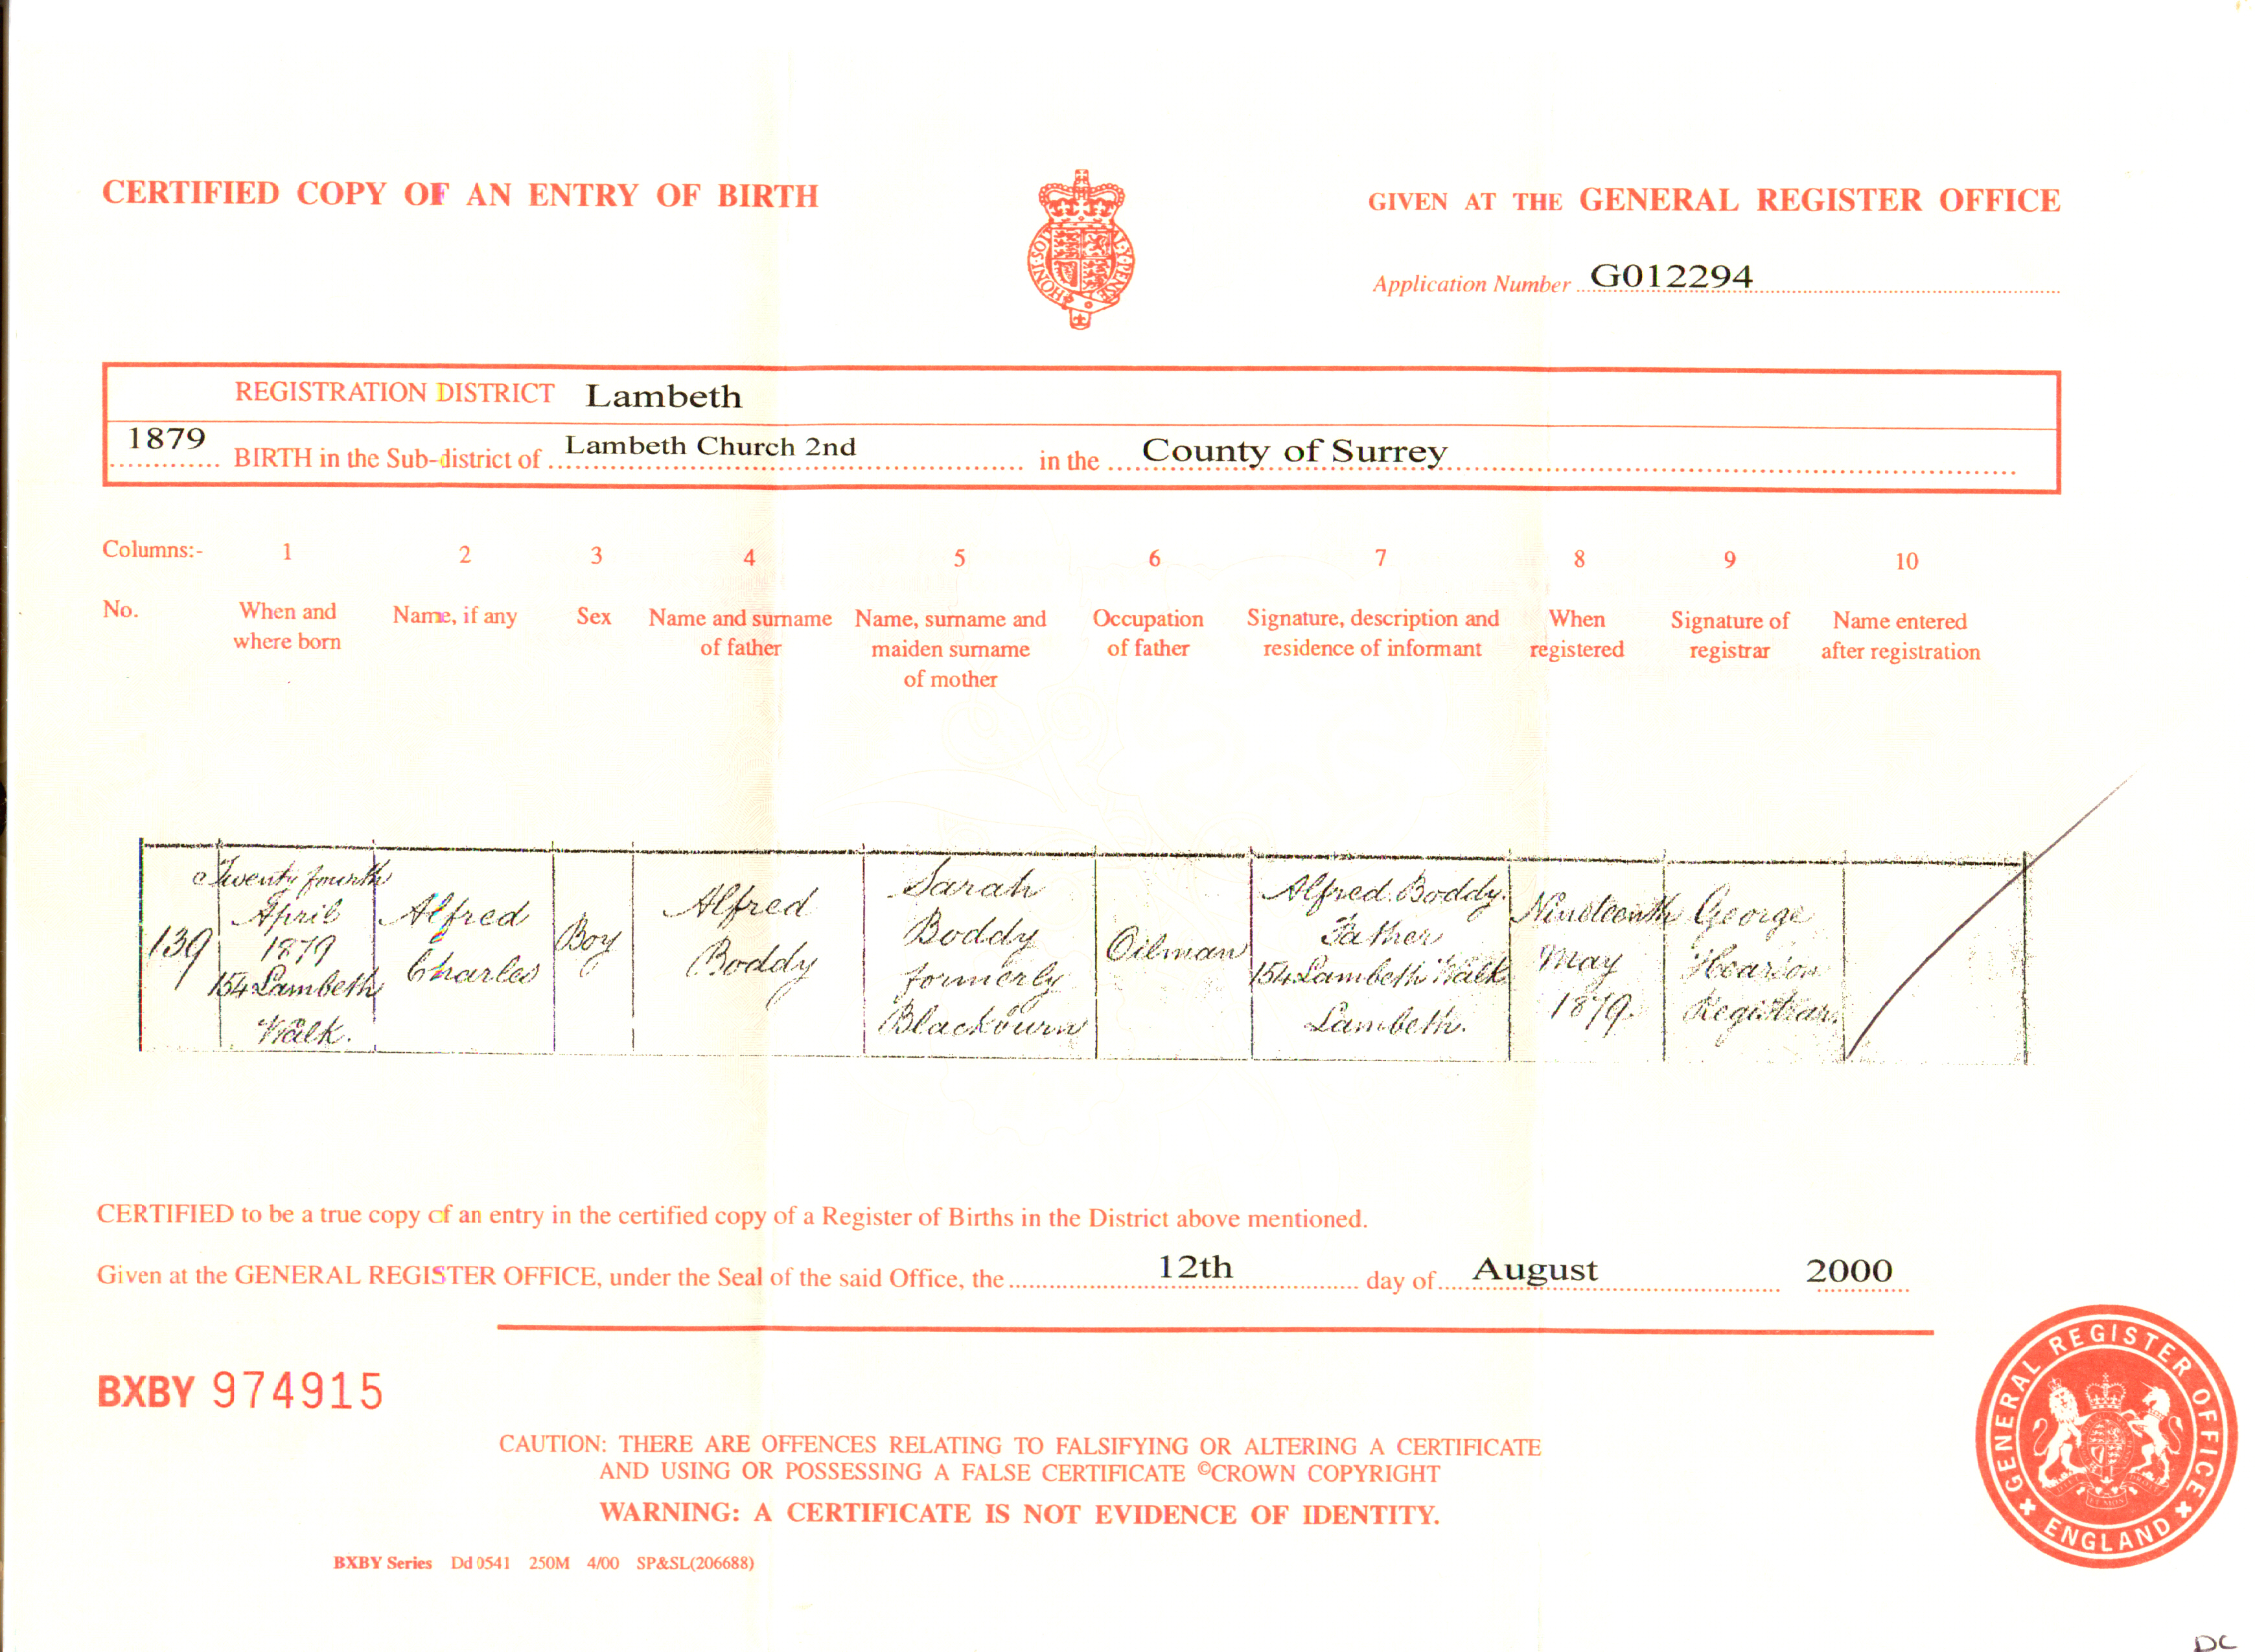 CERTIFIED COPY OF AN ENTRY OF BIRTH
GIVEN AT THE GENERAL REGISTER OFFICE
HONI·SOIT AL·Y·PENSE
Application Number G012294
REGISTRATION DISTRICT Lambeth
1879 BIRTH in the Sub-district of Lambeth Church 2nd in the County of Surrey
Columns:- 1 2 3 4 5 6 7 8 9 10
No.
When and
where born
Name, if any
Sex
Name and surname
of father
Name, surname and
maiden surname
of mother
Occupation
of father
Signature, description and
residence of informant
When
registered
Signature of
registrar
Name entered
after registration
139
Twenty fourth
April
1879
154 Lambeth
Walk.
Alfred
Charles
Boy
Alfred
Boddy
Sarah
Boddy
formerly
Blackburn
Oilman
Alfred Boddy.
Father
154 Lambeth Walk
Lambeth.
Nineteenth
May
1879.
George
Hearson
Registrar.
CERTIFIED to be a true copy of an entry in the certified copy of a Register of Births in the District above mentioned.
Given at the GENERAL REGISTER OFFICE, under the Seal of the said Office, the 12th day of August 2000
BXBY 974915
CAUTION: THERE ARE OFFENCES RELATING TO FALSIFYING OR ALTERING A CERTIFICATE
AND USING OR POSSESSING A FALSE CERTIFICATE ©CROWN COPYRIGHT
WARNING: A CERTIFICATE IS NOT EVIDENCE OF IDENTITY.
BXBY Series Dd 0541 250M 4/00 SP&SL(206688)
GENERAL REGISTER OFFICE
ENGLAND
DC